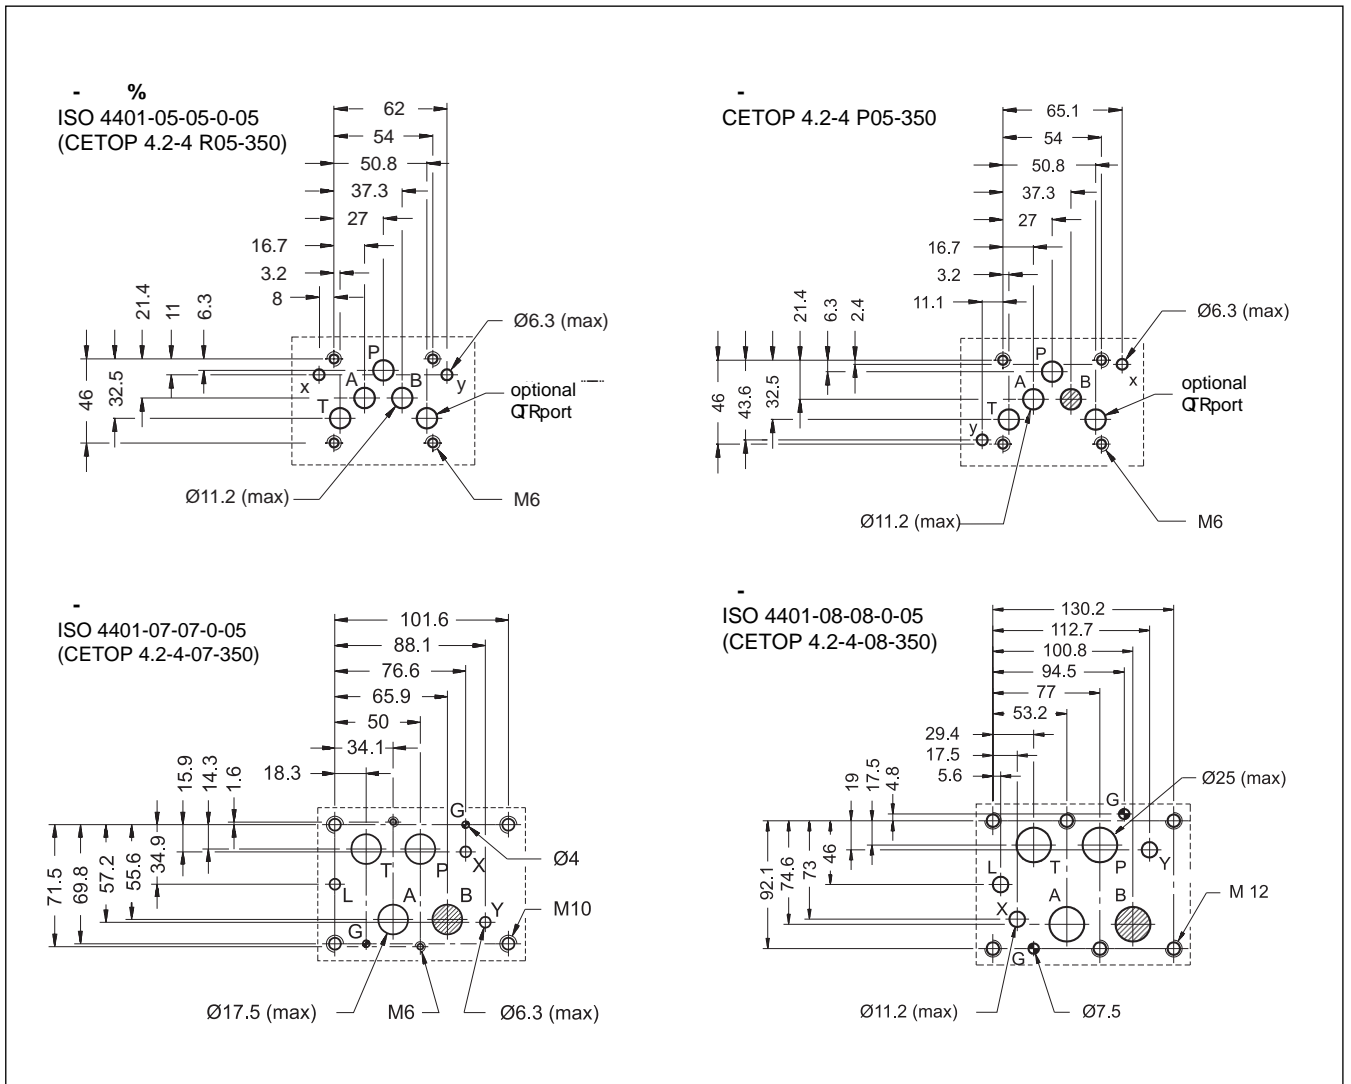 - %
ISO 4401-05-05-0-05
(CETOP 4.2-4 R05-350)
62
54
50.8
37.3
27
16.7
3.2
8
21.4
11
6.3
46
32.5
P
A
B
T
x
y
Ø6.3 (max)
optional
port
Ø11.2 (max)
M6
-
CETOP 4.2-4 P05-350
65.1
54
50.8
37.3
27
16.7
3.2
11.1
21.4
6.3
2.4
46
43.6
32.5
P
A
B
T
x
y
Ø6.3 (max)
optional
port
Ø11.2 (max)
M6
-
ISO 4401-07-07-0-05
(CETOP 4.2-4-07-350)
101.6
88.1
76.6
65.9
50
34.1
18.3
15.9
14.3
1.6
71.5
69.8
57.2
55.6
34.9
G
T
P
X
L
A
B
Y
G
Ø4
M10
Ø17.5 (max)
M6
Ø6.3 (max)
-
ISO 4401-08-08-0-05
(CETOP 4.2-4-08-350)
130.2
112.7
100.8
94.5
77
53.2
29.4
17.5
5.6
19
17.5
4.8
92.1
74.6
73
46
G
T
P
Y
L
X
A
B
G
Ø25 (max)
M 12
Ø11.2 (max)
Ø7.5